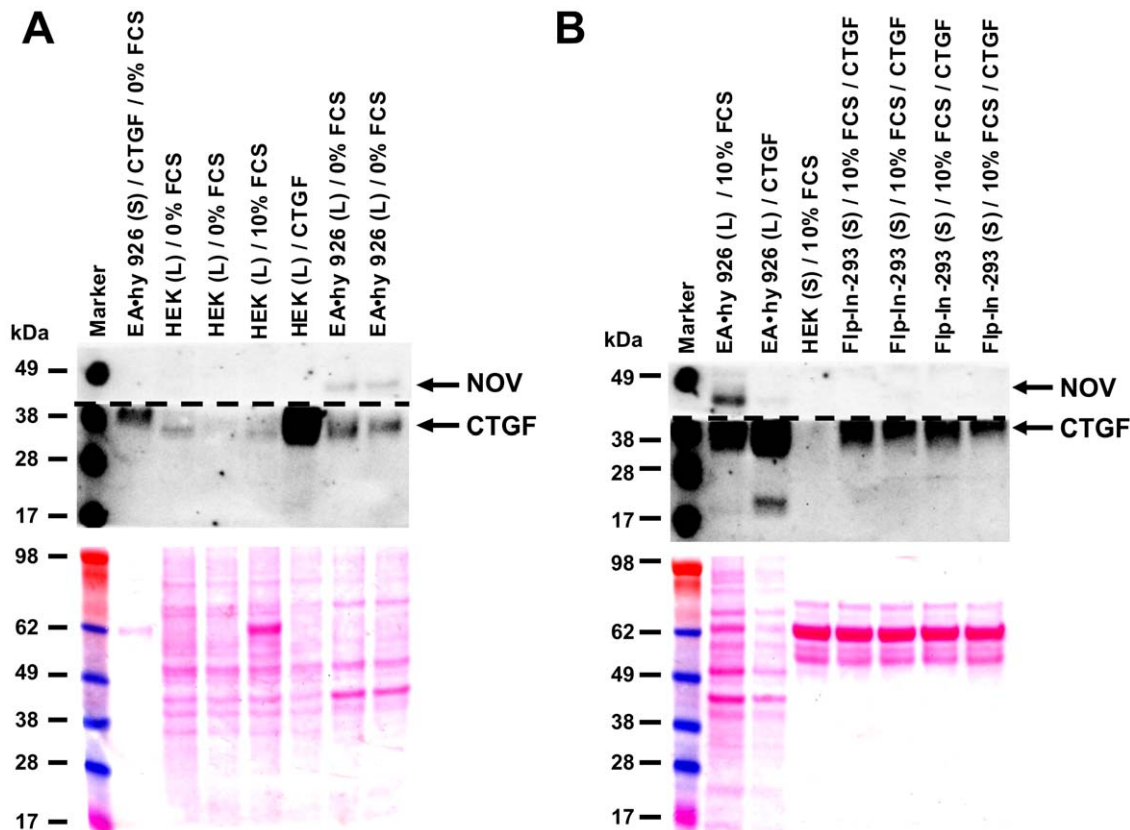 A
Marker
EA•hy 926 (S) / CTGF / 0% FCS
HEK (L) / 0% FCS
HEK (L) / 0% FCS
HEK (L) / 10% FCS
HEK (L) / CTGF
EA•hy 926 (L) / 0% FCS
EA•hy 926 (L) / 0% FCS
kDa
49
NOV
38
CTGF
28
17
98
62
49
38
28
17
B
Marker
EA•hy 926 (L) / 10% FCS
EA•hy 926 (L) / CTGF
HEK (S) / 10% FCS
Flp-In-293 (S) / 10% FCS / CTGF
Flp-In-293 (S) / 10% FCS / CTGF
Flp-In-293 (S) / 10% FCS / CTGF
Flp-In-293 (S) / 10% FCS / CTGF
kDa
49
NOV
38
CTGF
28
17
98
62
49
38
28
17